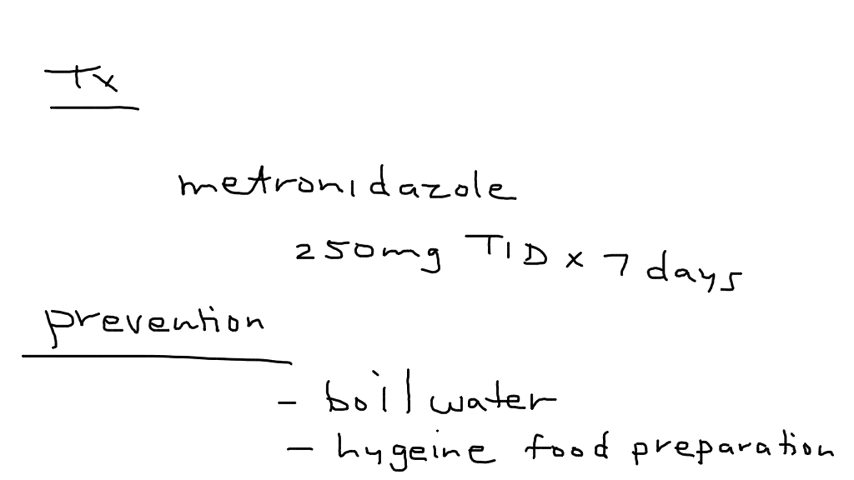 Tx
metronidazole
250mg TID x 7 days
prevention
- boil water
- hygeine food preparation